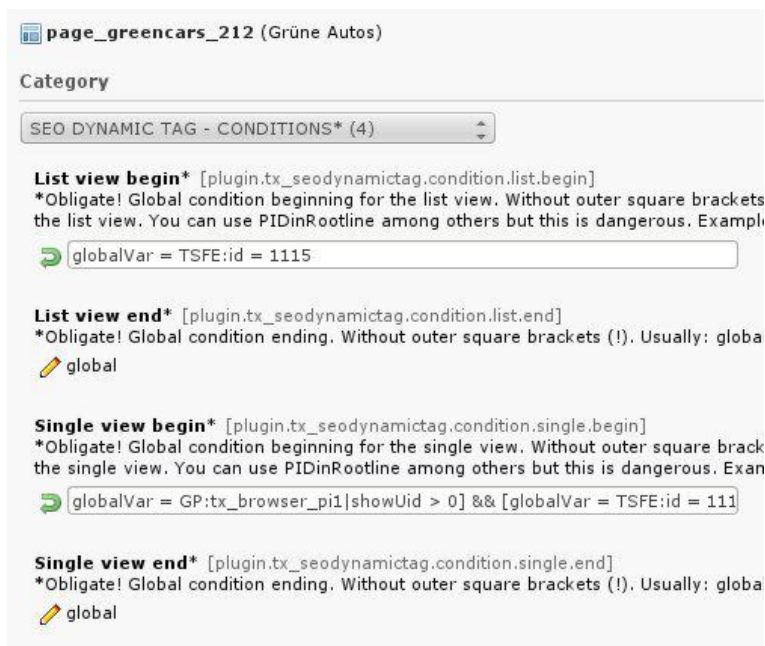 page_greencars_212 (Grüne Autos)
Category
SEO DYNAMIC TAG - CONDITIONS* (4)
List view begin* [plugin.tx_seodynamictag.condition.list.begin]
*Obligate! Global condition beginning for the list view. Without outer square brackets
the list view. You can use PIDinRootline among others but this is dangerous. Exampl
globalVar = TSFE:id = 1115
List view end* [plugin.tx_seodynamictag.condition.list.end]
*Obligate! Global condition ending. Without outer square brackets (!). Usually: globa
global
Single view begin* [plugin.tx_seodynamictag.condition.single.begin]
*Obligate! Global condition beginning for the single view. Without outer square brack
the single view. You can use PIDinRootline among others but this is dangerous. Exan
globalVar = GP:tx_browser_pi1|showUid > 0] && [globalVar = TSFE:id = 111
Single view end* [plugin.tx_seodynamictag.condition.single.end]
*Obligate! Global condition ending. Without outer square brackets (!). Usually: globa
global